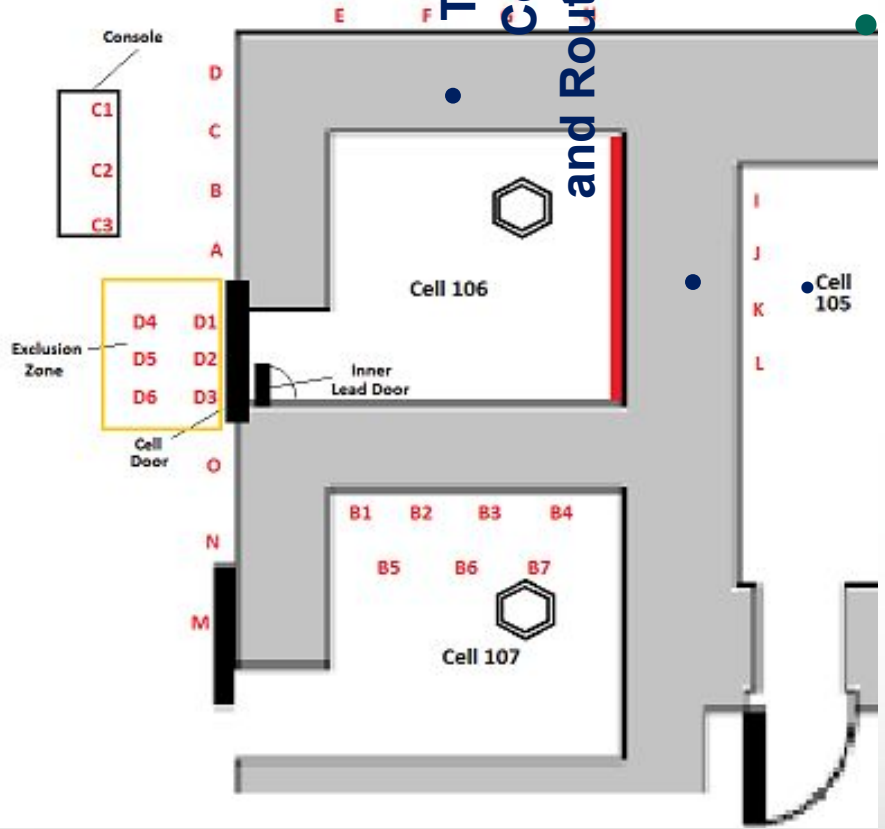 E F G
Console
C1
C2
C3
D
C
B
A
D4 D1
D5 D2
D6 D3
Exclusion
Zone
Cell
Door
Inner
Lead Door
Cell 106
and Rout
I
J
K
L
Cell
105
O
N
M
B1 B2 B3 B4
B5 B6 B7
Cell 107